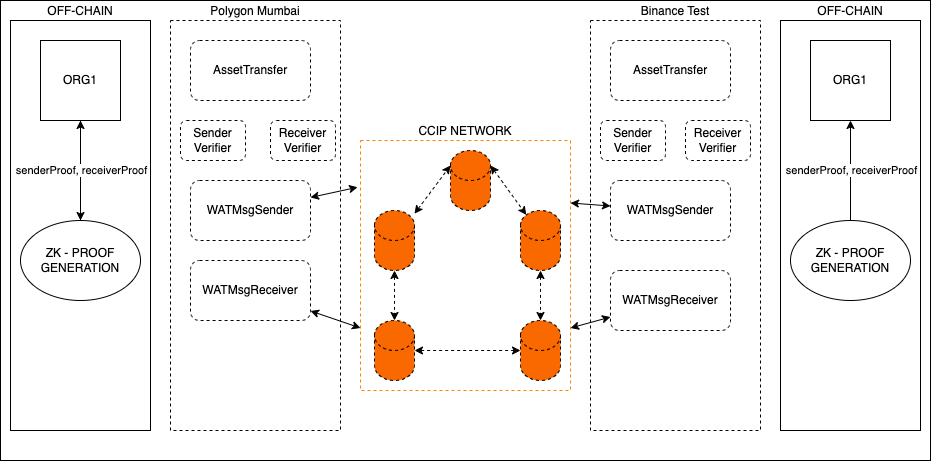 OFF-CHAIN
ORG1
senderProof, receiverProof
ZK - PROOF
GENERATION
Polygon Mumbai
AssetTransfer
Sender
Verifier
Receiver
Verifier
WATMsgSender
WATMsgReceiver
CCIP NETWORK
Binance Test
AssetTransfer
Sender
Verifier
Receiver
Verifier
WATMsgSender
WATMsgReceiver
OFF-CHAIN
ORG1
senderProof, receiverProof
ZK - PROOF
GENERATION